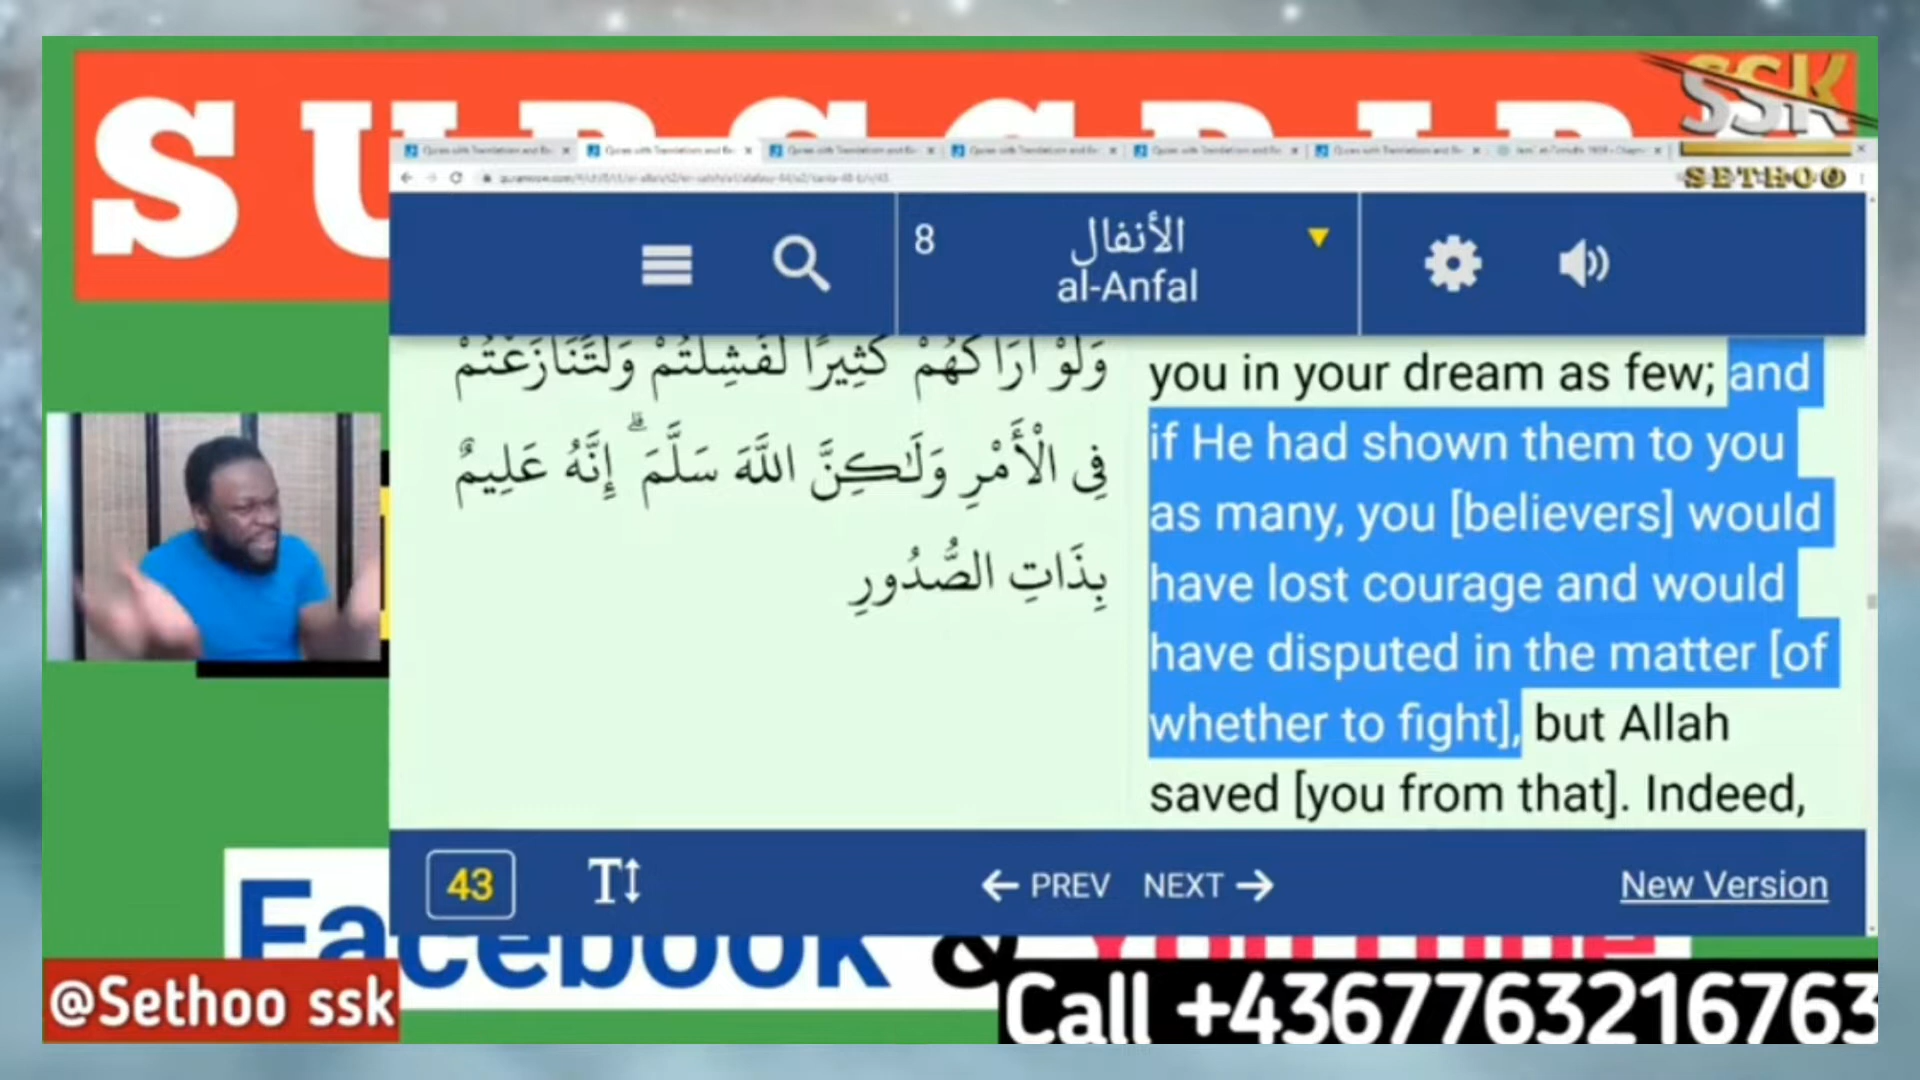 S U B S C R I B
SSK
SETHOO
8
الأنفال
al-Anfal
وَلَوْ أَرَاكَهُمْ كَثِيرًا لَّفَشِلْتُمْ وَلَتَنَازَعْتُمْ
فِى الْأَمْرِ وَلَـٰكِنَّ اللَّهَ سَلَّمَ ۗ إِنَّهُ عَلِيمٌۢ
بِذَاتِ الصُّدُورِ
you in your dream as few; and
if He had shown them to you
as many, you [believers] would
have lost courage and would
have disputed in the matter [of
whether to fight], but Allah
saved [you from that]. Indeed,
43
T
PREV
NEXT
New Version
Facebook & YouTube
@Sethoo ssk
Call +4367763216763